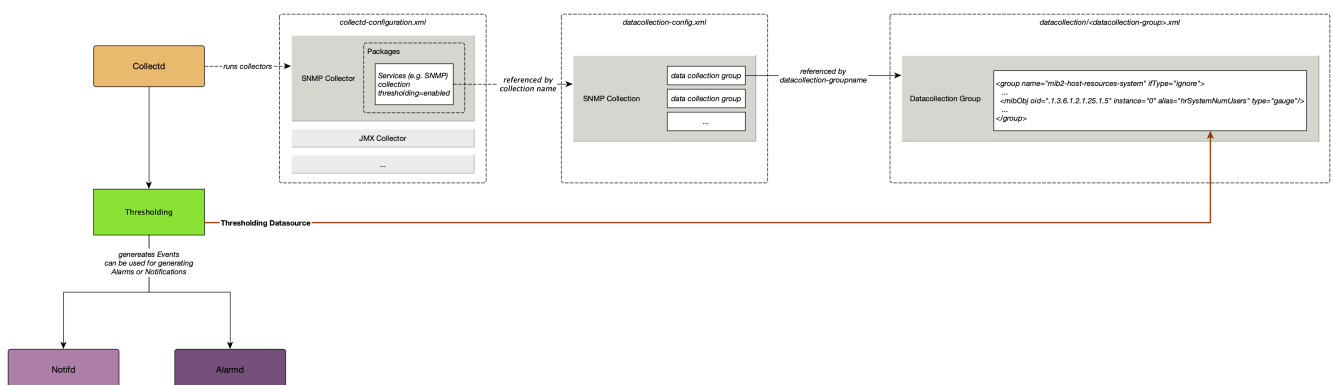 collectd-configuration.xml
datacollection-config.xml
datacollection/<datacollection-group>.xml
Collectd
runs collectors
SNMP Collector
Packages
Services (e.g. SNMP)
collection
thresholding=enabled
JMX Collector
...
referenced by
collection name
SNMP Collection
data collection group
data collection group
...
referenced by
datacollection-groupname
Datacollection Group
<group name="mib2-host-resources-system" ifType="ignore">
...
<mibObj oid=".1.3.6.1.2.1.25.1.5" instance="0" alias="hrSystemNumUsers" type="gauge"/>
...
</group>
Thresholding
Thresholding Datasource
genereates Events
can be used for generating
Alarms or Notifications
Notifd
Alarmd